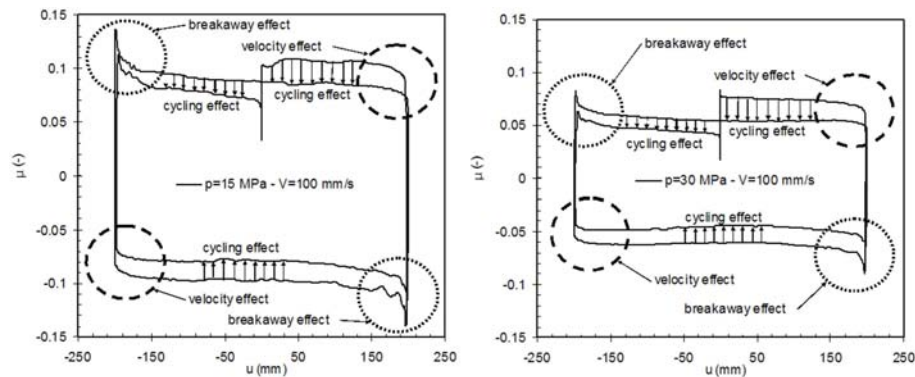 0.15
0.1
0.05
0
-0.05
-0.1
-0.15
μ (-)
-250
-150
-50
50
150
250
u (mm)
breakaway effect
velocity effect
cycling effect
cycling effect
p=15 MPa - V=100 mm/s
cycling effect
velocity effect
breakaway effect
0.15
0.1
0.05
0
-0.05
-0.1
-0.15
μ (-)
-250
-150
-50
50
150
250
u (mm)
breakaway effect
velocity effect
cycling effect
cycling effect
p=30 MPa - V=100 mm/s
cycling effect
velocity effect
breakaway effect